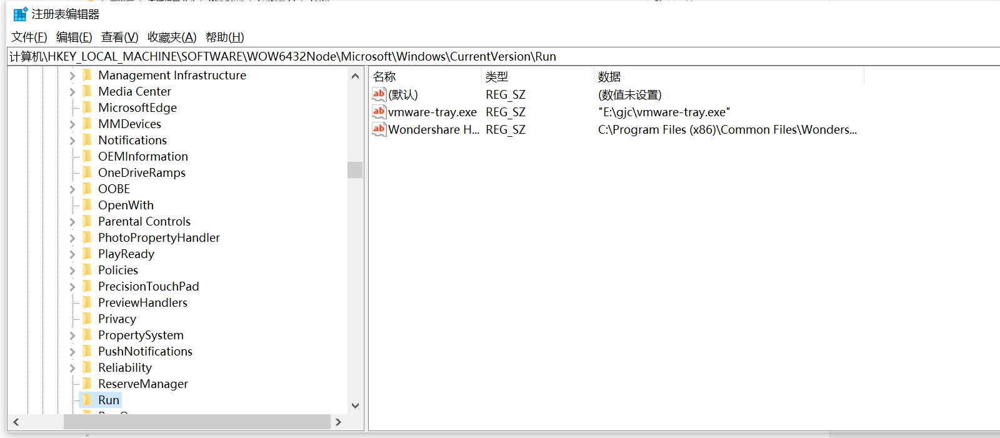 注册表编辑器
文件(F) 编辑(E) 查看(V) 收藏夹(A) 帮助(H)
计算机\HKEY_LOCAL_MACHINE\SOFTWARE\WOW6432Node\Microsoft\Windows\CurrentVersion\Run
Management Infrastructure
Media Center
MicrosoftEdge
MMDevices
Notifications
OEMInformation
OneDriveRamps
OOBE
OpenWith
Parental Controls
PhotoPropertyHandler
PlayReady
Policies
PrecisionTouchPad
PreviewHandlers
Privacy
PropertySystem
PushNotifications
Reliability
ReserveManager
Run
名称 类型 数据
(默认) REG_SZ (数值未设置)
vmware-tray.exe REG_SZ "E:\gjc\vmware-tray.exe"
Wondershare H... REG_SZ C:\Program Files (x86)\Common Files\Wonders...